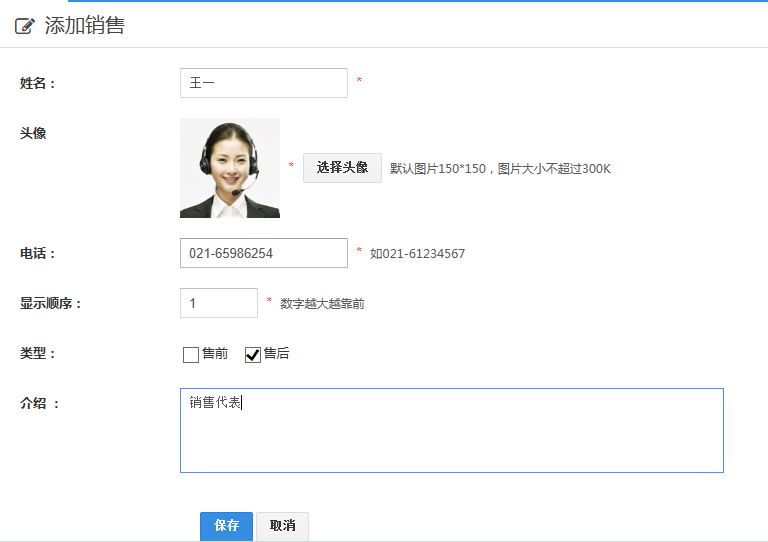 添加销售
姓名： 王一 *
头像
* 选择头像 默认图片150*150，图片大小不超过300K
电话： 021-65986254 * 如021-61234567
显示顺序： 1 * 数字越大越靠前
类型： 售前 售后
介绍 ： 销售代表
保存 取消